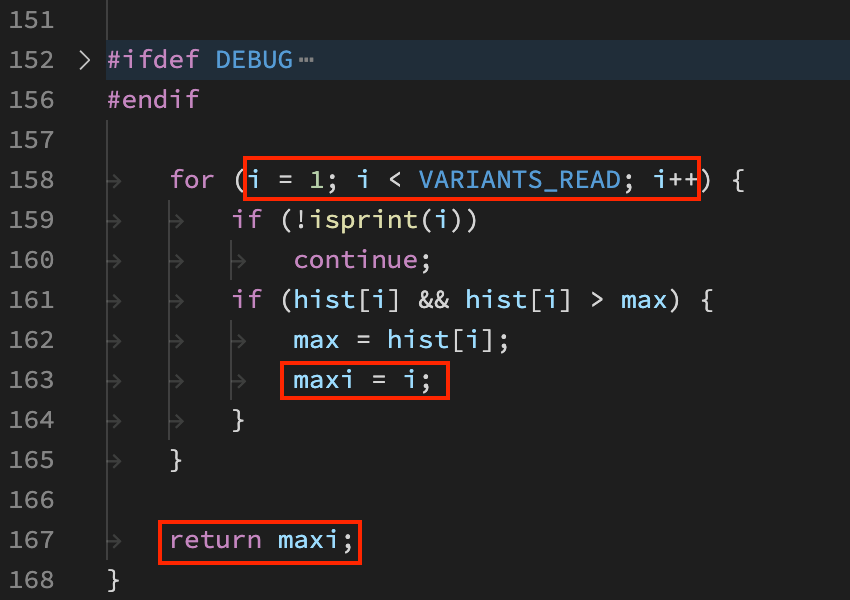 151
152 > #ifdef DEBUG ⋯
156 #endif
157
158 for (i = 1; i < VARIANTS_READ; i++) {
159 if (!isprint(i))
160 continue;
161 if (hist[i] && hist[i] > max) {
162 max = hist[i];
163 maxi = i;
164 }
165 }
166
167 return maxi;
168 }